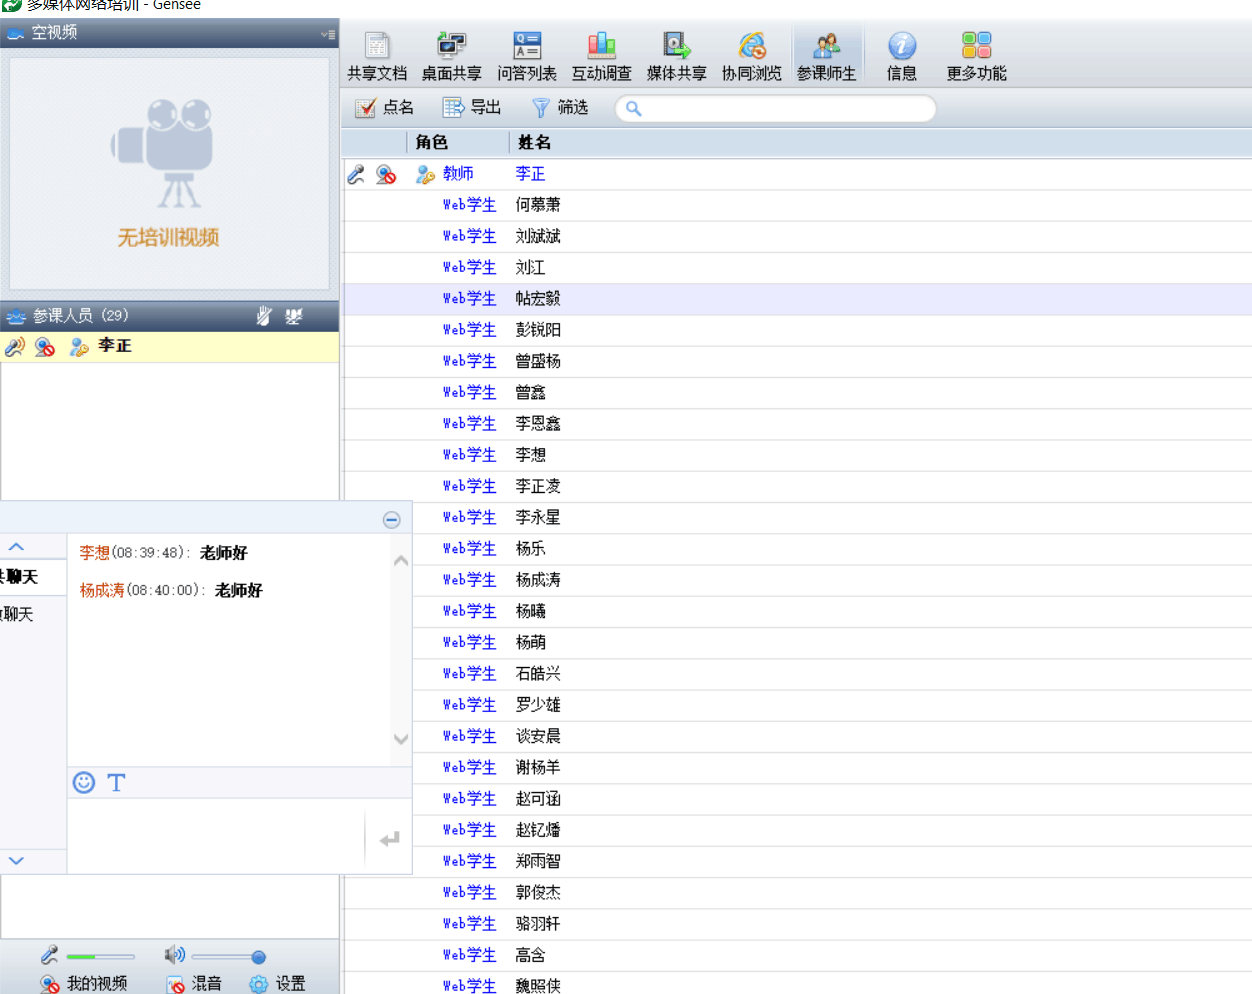 多媒体网络培训 - Gensee
空视频
无培训视频
参课人员 (29)
李正
李想(08:39:48): 老师好
杨成涛(08:40:00): 老师好
聊天
聊天
我的视频 混音 设置
共享文档 桌面共享 问答列表 互动调查 媒体共享 协同浏览 参课师生 信息 更多功能
点名 导出 筛选
角色 姓名
教师 李正
Web学生 何慕萧
Web学生 刘斌斌
Web学生 刘江
Web学生 帖宏毅
Web学生 彭锐阳
Web学生 曾盛杨
Web学生 曾鑫
Web学生 李恩鑫
Web学生 李想
Web学生 李正凌
Web学生 李永星
Web学生 杨乐
Web学生 杨成涛
Web学生 杨曦
Web学生 杨萌
Web学生 石皓兴
Web学生 罗少雄
Web学生 谈安晨
Web学生 谢杨羊
Web学生 赵可涵
Web学生 赵钇燔
Web学生 郑雨智
Web学生 郭俊杰
Web学生 骆羽轩
Web学生 高含
Web学生 魏照侠